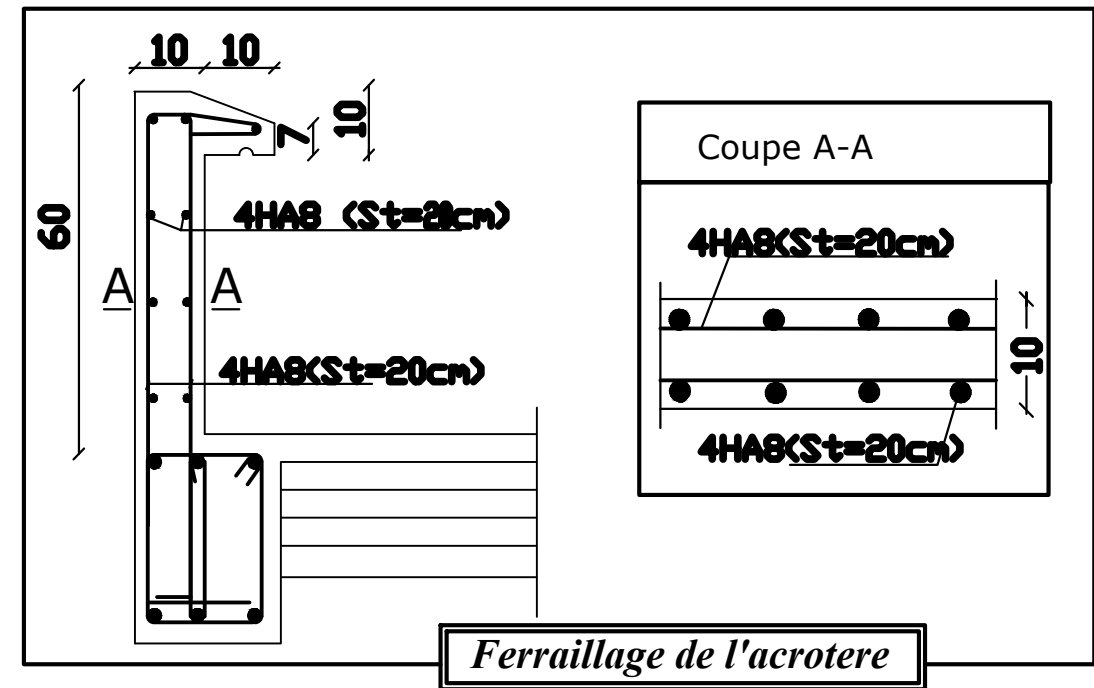 10 10
10
7
60
4HA8 (St=20cm)
A A
4HA8(St=20cm)
Coupe A-A
4HA8(St=20cm)
10
4HA8(St=20cm)
Ferraillage de l'acrotere